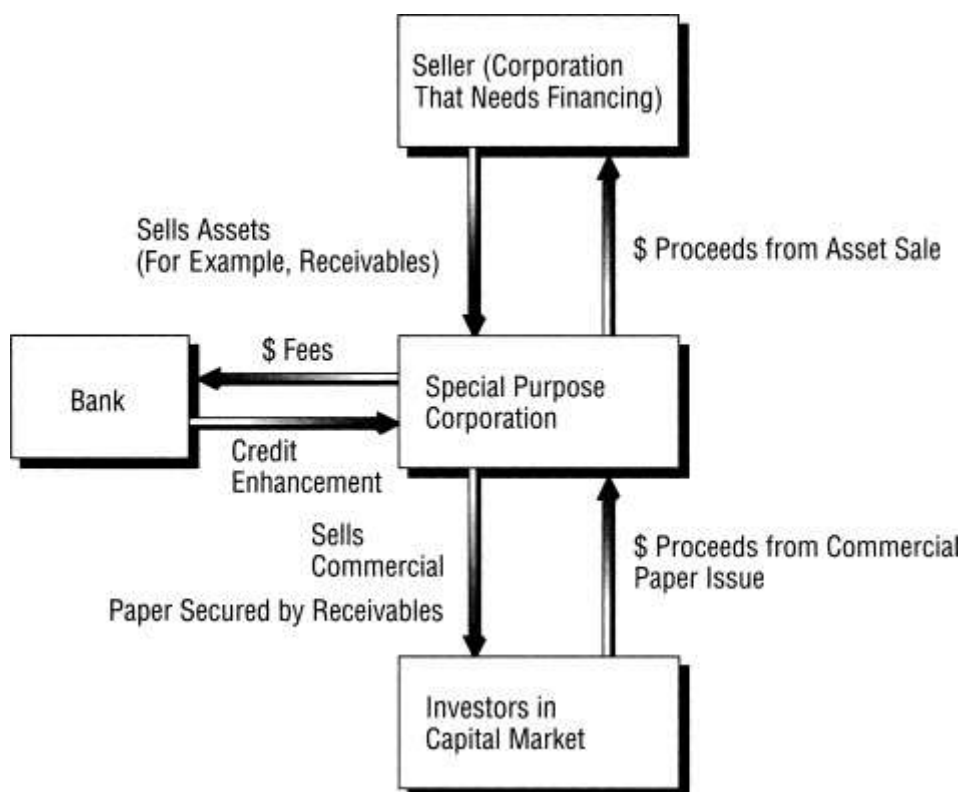 Seller (Corporation
That Needs Financing)
Sells Assets
(For Example, Receivables)
$ Proceeds from Asset Sale
$ Fees
Bank
Special Purpose
Corporation
Credit
Enhancement
Sells
Commercial
Paper Secured by Receivables
$ Proceeds from Commercial
Paper Issue
Investors in
Capital Market